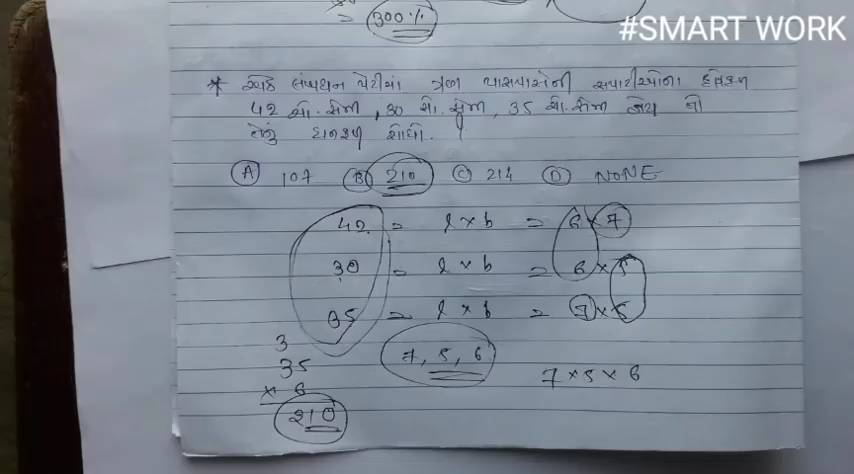 = 300%
#SMART WORK
* એક લંબઘન પેટીમાં ત્રણ પાસપાસેની સપાટીઓના ક્ષેત્રફળ
42 ચો.સેમી, 30 ચો.સેમી, 35 ચો.સેમી હોય તો
તેનું ઘનફળ શોધો.
(A) 107 (B) 210 (C) 214 (D) NONE
42 = l × b = 6 × 7
30 = l × b = 6 × 5
35 = l × b = 7 × 5
3
35
× 6
210
7, 5, 6
7 × 5 × 6